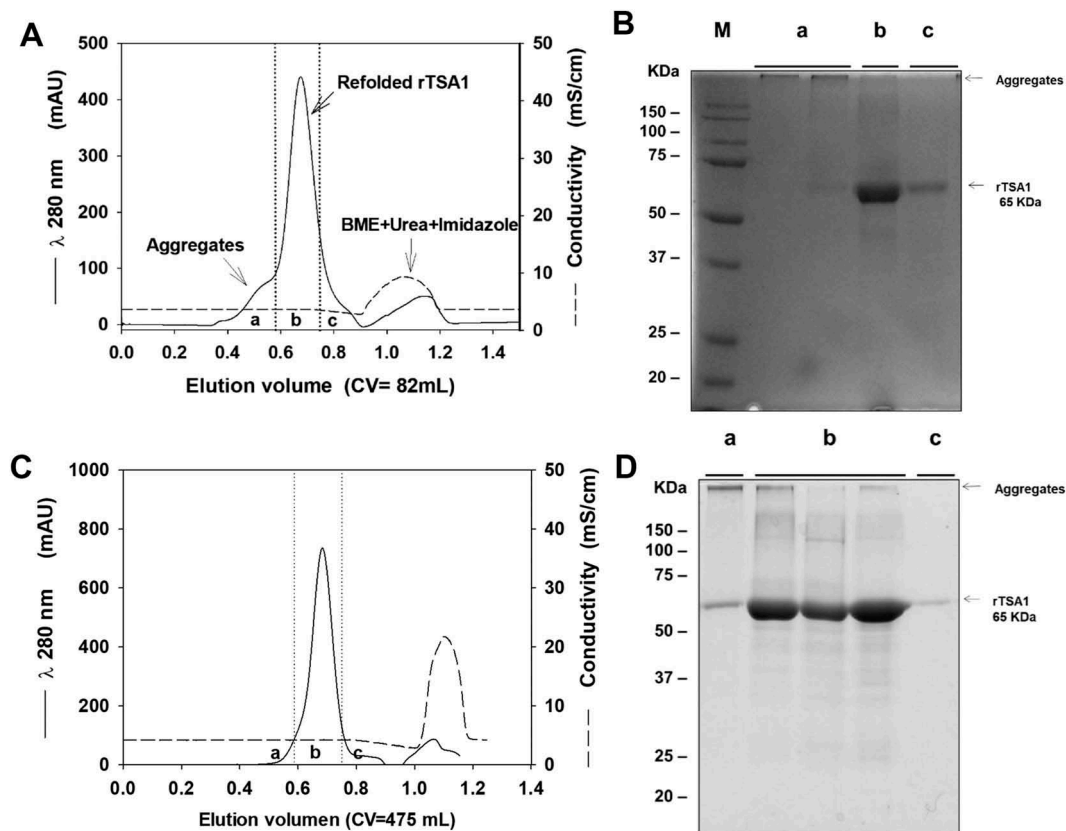 A
500
400
300
200
100
0
λ 280 nm (mAU)
50
40
30
20
10
0
Conductivity (mS/cm)
Refolded rTSA1
Aggregates
BME+Urea+Imidazole
a b c
0.0 0.2 0.4 0.6 0.8 1.0 1.2 1.4
Elution volume (CV= 82mL)
B
M a b c
KDa
150
100
75
50
37
25
20
Aggregates
rTSA1
65 KDa
C
1000
800
600
400
200
0
λ 280 nm (mAU)
50
40
30
20
10
0
Conductivity (mS/cm)
a b c
0.0 0.2 0.4 0.6 0.8 1.0 1.2 1.4
Elution volumen (CV=475 mL)
D
a b c
KDa
150
100
75
50
37
25
20
Aggregates
rTSA1
65 KDa